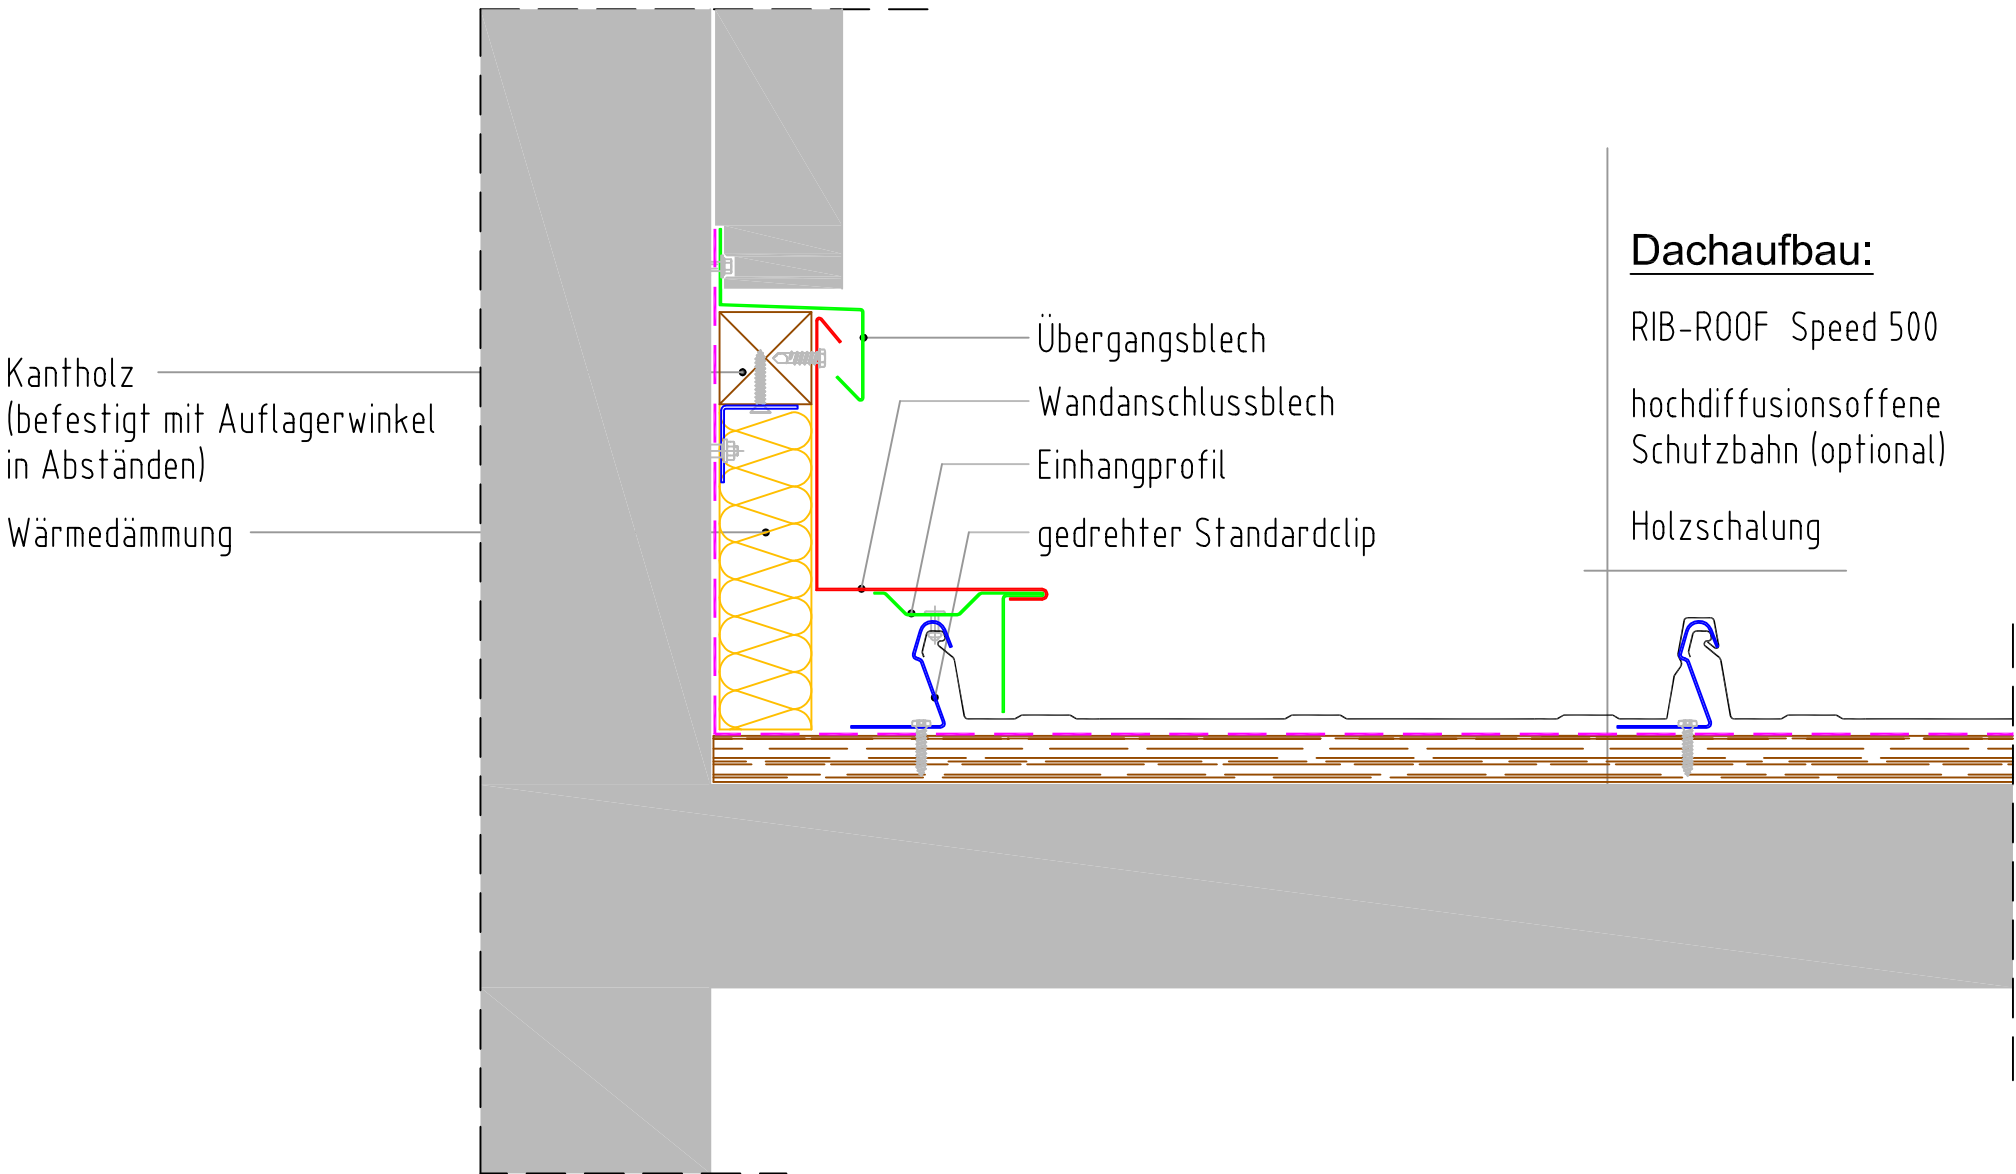 Kantholz
(befestigt mit Auflagerwinkel
in Abständen)
Wärmedämmung
Übergangsblech
Wandanschlussblech
Einhangprofil
gedrehter Standardclip
Dachaufbau:
RIB-ROOF Speed 500
hochdiffusionsoffene
Schutzbahn (optional)
Holzschalung